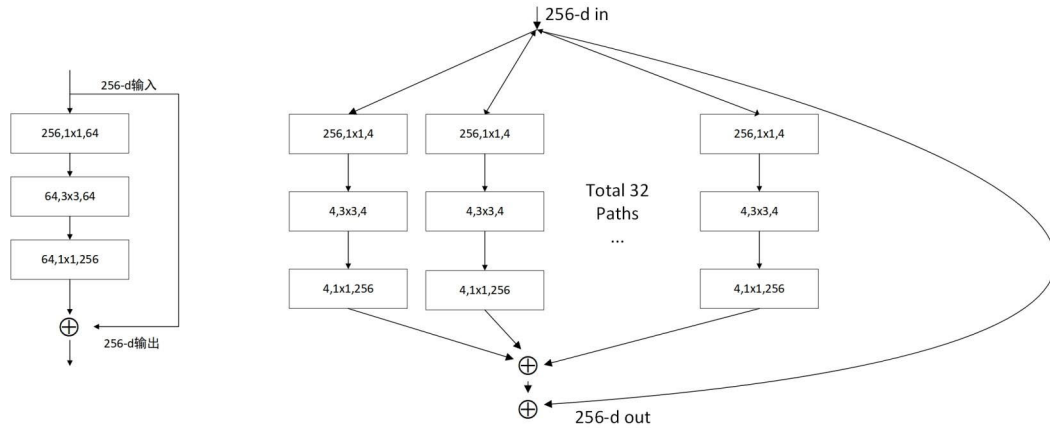 256-d输入
256,1x1,64
64,3x3,64
64,1x1,256
256-d输出
256-d in
256,1x1,4
256,1x1,4
256,1x1,4
4,3x3,4
4,3x3,4
Total 32
Paths
...
4,3x3,4
4,1x1,256
4,1x1,256
4,1x1,256
256-d out